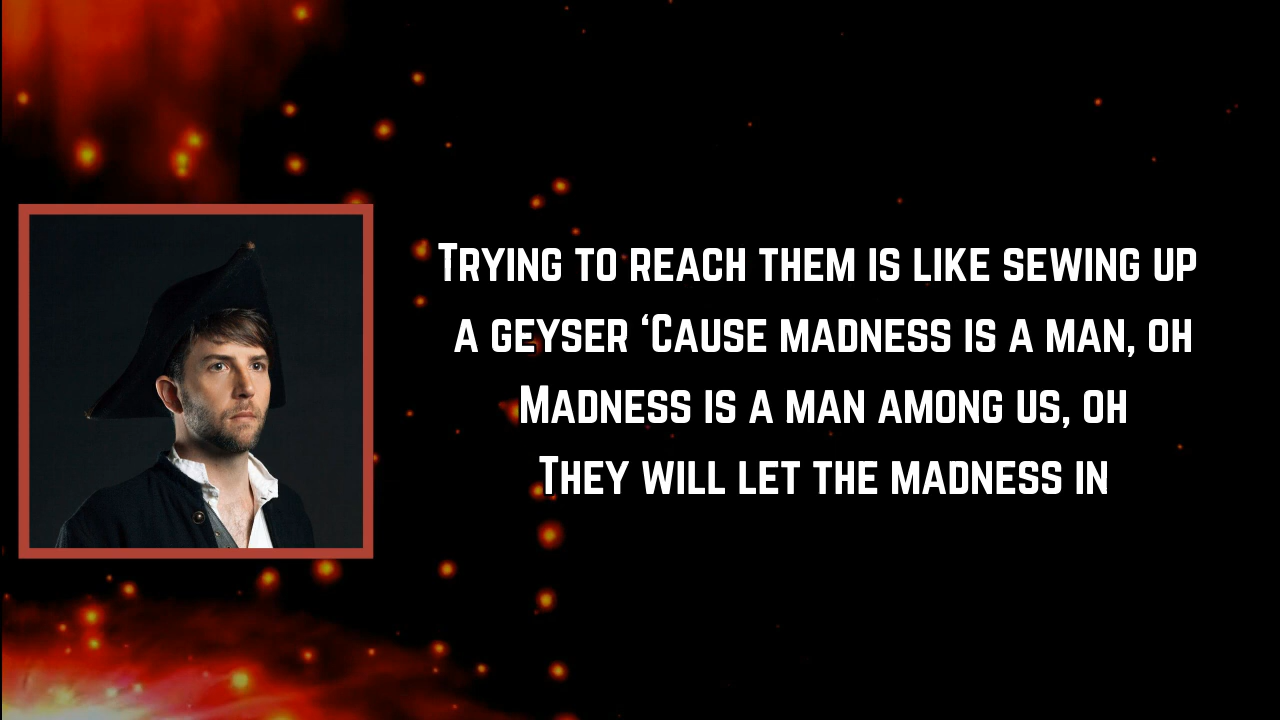 Trying to reach them is like sewing up
a geyser ‘Cause madness is a man, oh
Madness is a man among us, oh
They will let the madness in